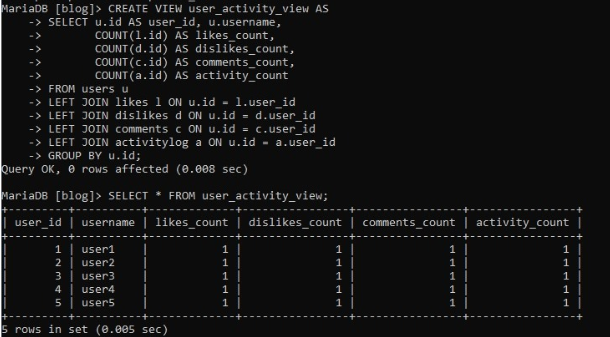 MariaDB [blog]> CREATE VIEW user_activity_view AS
    -> SELECT u.id AS user_id, u.username,
    ->        COUNT(l.id) AS likes_count,
    ->        COUNT(d.id) AS dislikes_count,
    ->        COUNT(c.id) AS comments_count,
    ->        COUNT(a.id) AS activity_count
    -> FROM users u
    -> LEFT JOIN likes l ON u.id = l.user_id
    -> LEFT JOIN dislikes d ON u.id = d.user_id
    -> LEFT JOIN comments c ON u.id = c.user_id
    -> LEFT JOIN activitylog a ON u.id = a.user_id
    -> GROUP BY u.id;
Query OK, 0 rows affected (0.008 sec)
MariaDB [blog]> SELECT * FROM user_activity_view;
+---------+----------+-------------+----------------+----------------+----------------+
| user_id | username | likes_count | dislikes_count | comments_count | activity_count |
+---------+----------+-------------+----------------+----------------+----------------+
|       1 | user1    |           1 |              1 |              1 |              1 |
|       2 | user2    |           1 |              1 |              1 |              1 |
|       3 | user3    |           1 |              1 |              1 |              1 |
|       4 | user4    |           1 |              1 |              1 |              1 |
|       5 | user5    |           1 |              1 |              1 |              1 |
+---------+----------+-------------+----------------+----------------+----------------+
5 rows in set (0.005 sec)